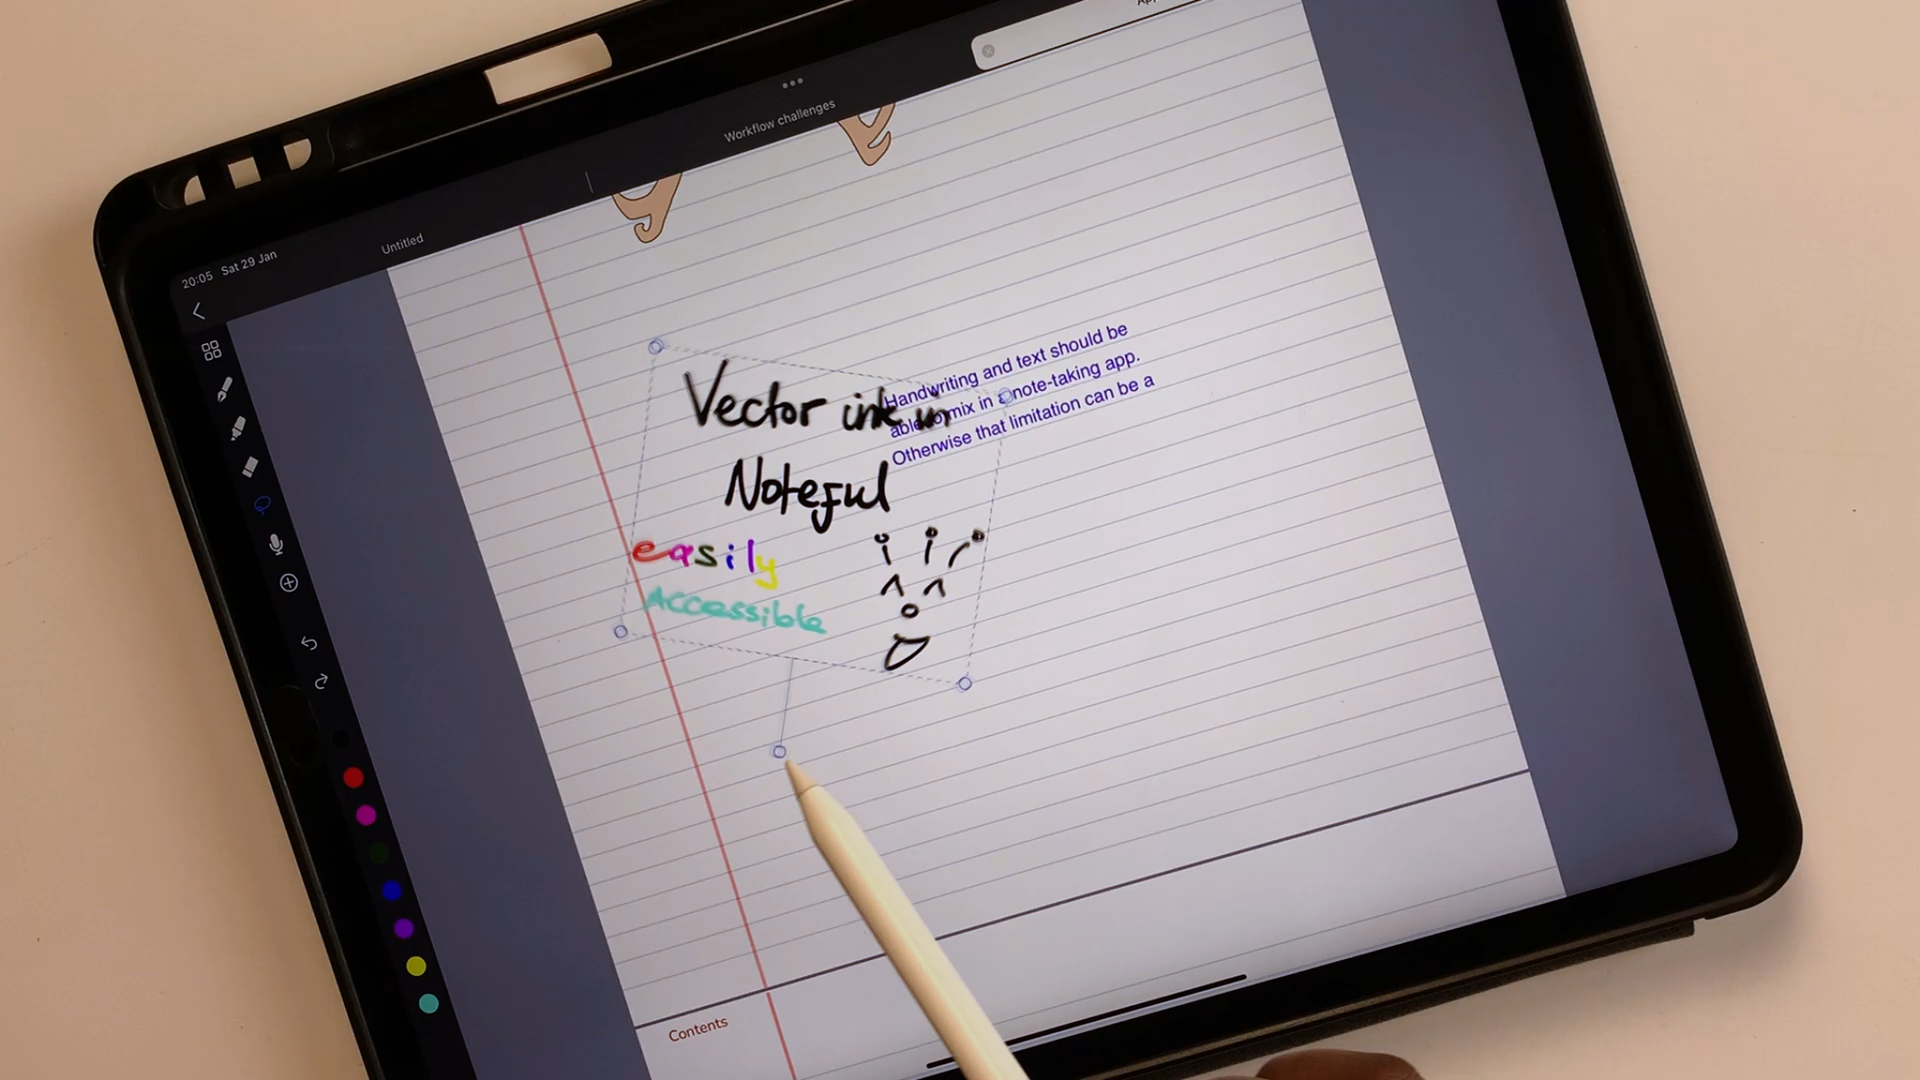 20:05 Sat 29 Jan
Untitled
Workflow challenges
Handwriting and text should be
able to mix in a note-taking app.
Otherwise that limitation can be a
Vector ink in
Noteful
easily
Accessible
Contents